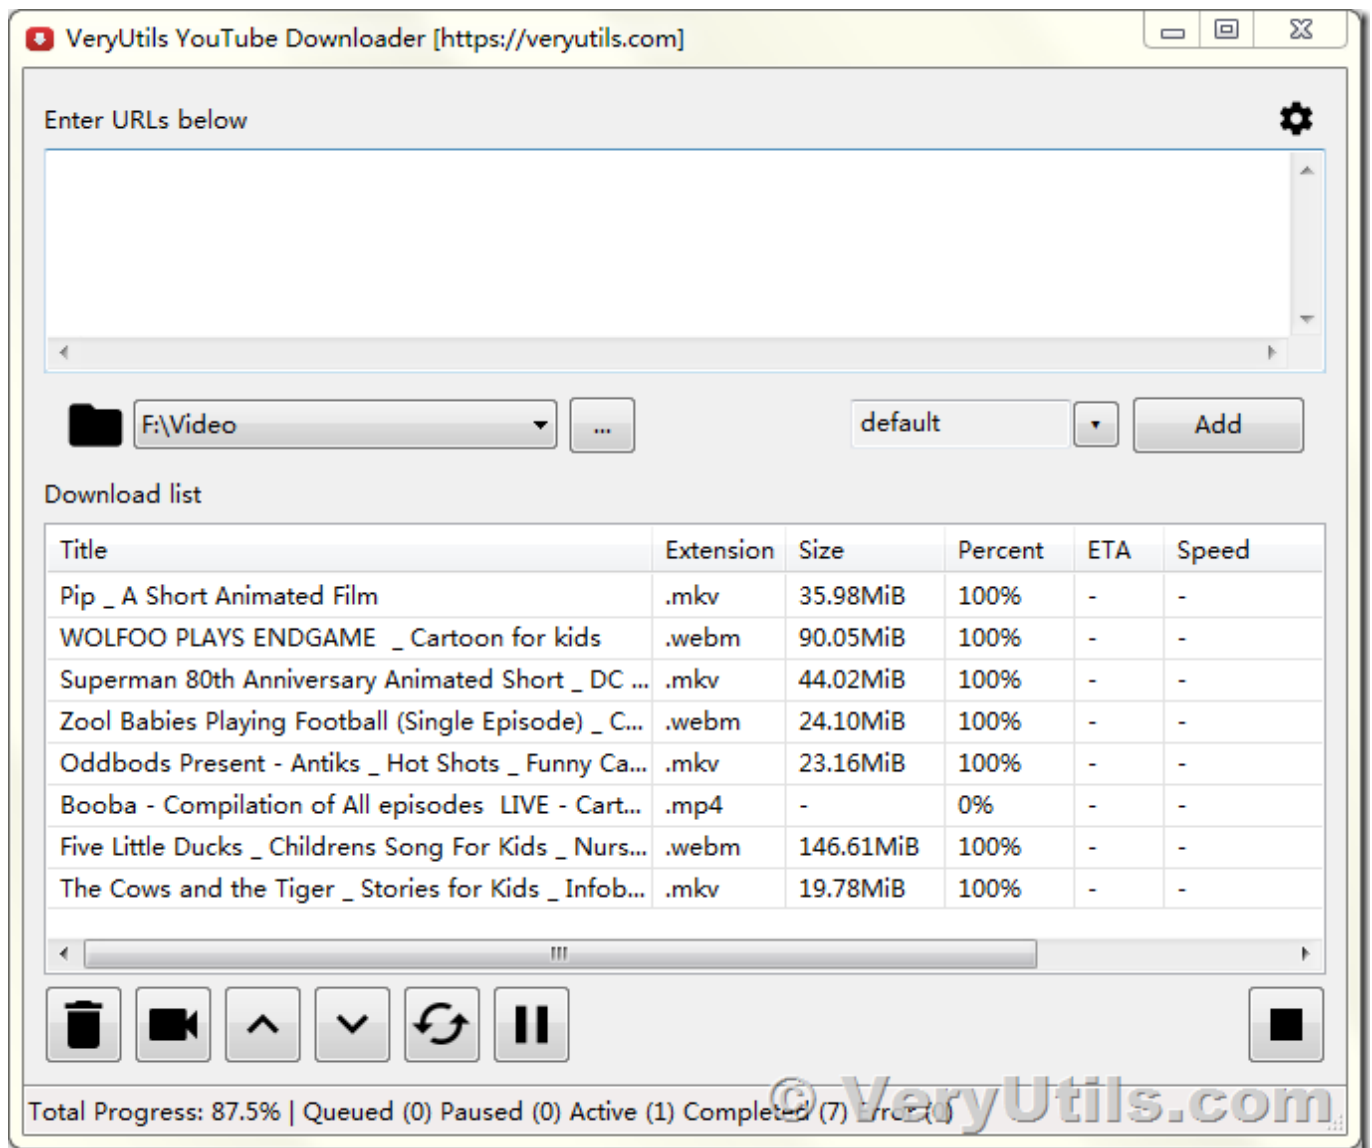 VeryUtils YouTube Downloader [https://veryutils.com]
Enter URLs below
F:\Video
...
default
Add
Download list
Title Extension Size Percent ETA Speed
Pip _ A Short Animated Film .mkv 35.98MiB 100% - -
WOLFOO PLAYS ENDGAME  _ Cartoon for kids .webm 90.05MiB 100% - -
Superman 80th Anniversary Animated Short _ DC ... .mkv 44.02MiB 100% - -
Zool Babies Playing Football (Single Episode) _ C... .webm 24.10MiB 100% - -
Oddbods Present - Antiks _ Hot Shots _ Funny Ca... .mkv 23.16MiB 100% - -
Booba - Compilation of All episodes  LIVE - Cart... .mp4 - 0% - -
Five Little Ducks _ Childrens Song For Kids _ Nurs... .webm 146.61MiB 100% - -
The Cows and the Tiger _ Stories for Kids _ Infob... .mkv 19.78MiB 100% - -
Total Progress: 87.5% | Queued (0) Paused (0) Active (1) Completed (7) Error (0)
© VeryUtils.com